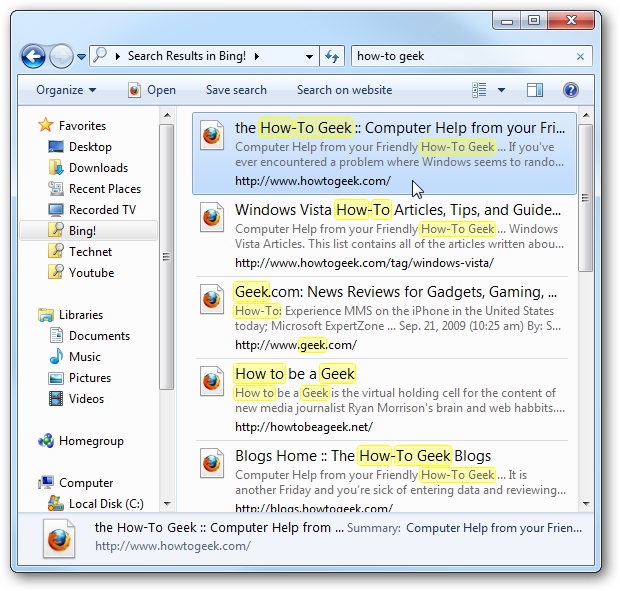 Search Results in Bing!
how-to geek
Organize
Open
Save search
Search on website
Favorites
Desktop
Downloads
Recent Places
Recorded TV
Bing!
Technet
Youtube
Libraries
Documents
Music
Pictures
Videos
Homegroup
Computer
Local Disk (C:)
the How-To Geek :: Computer Help from your Fri...
Computer Help from your Friendly How-To Geek ... If you've
ever encountered a problem where Windows seems to rando...
http://www.howtogeek.com/
Windows Vista How-To Articles, Tips, and Guide...
Computer Help from your Friendly How-To Geek ... Windows
Vista Articles. This list contains all of the articles written abou...
http://www.howtogeek.com/tag/windows-vista/
Geek.com: News Reviews for Gadgets, Gaming, ...
How-To: Experience MMS on the iPhone in the United States
today; Microsoft ExpertZone ... Sep. 21, 2009 (10:25 am) By: S...
http://www.geek.com/
How to be a Geek
How to be a Geek is the virtual holding cell for the content of
new media journalist Ryan Morrison's brain and web habbits....
http://howtobeageek.net/
Blogs Home :: The How-To Geek Blogs
Computer Help from your Friendly How-To Geek ... It is
another Friday and you're sick of entering data and reviewing...
http://blogs.howtogeek.com/
the How-To Geek :: Computer Help from ... Summary: Computer Help from your Frien...
http://www.howtogeek.com/